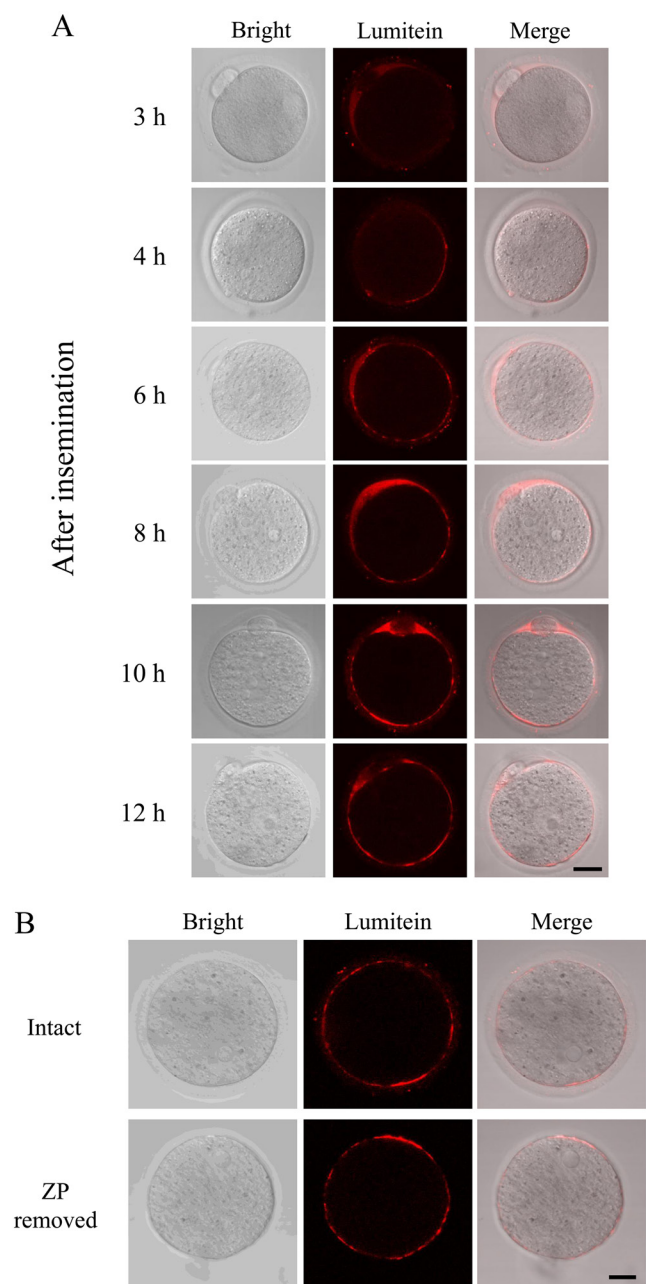 A
Bright Lumitein Merge
3 h
4 h
6 h
8 h
10 h
12 h
After insemination
B
Bright Lumitein Merge
Intact
ZP
removed